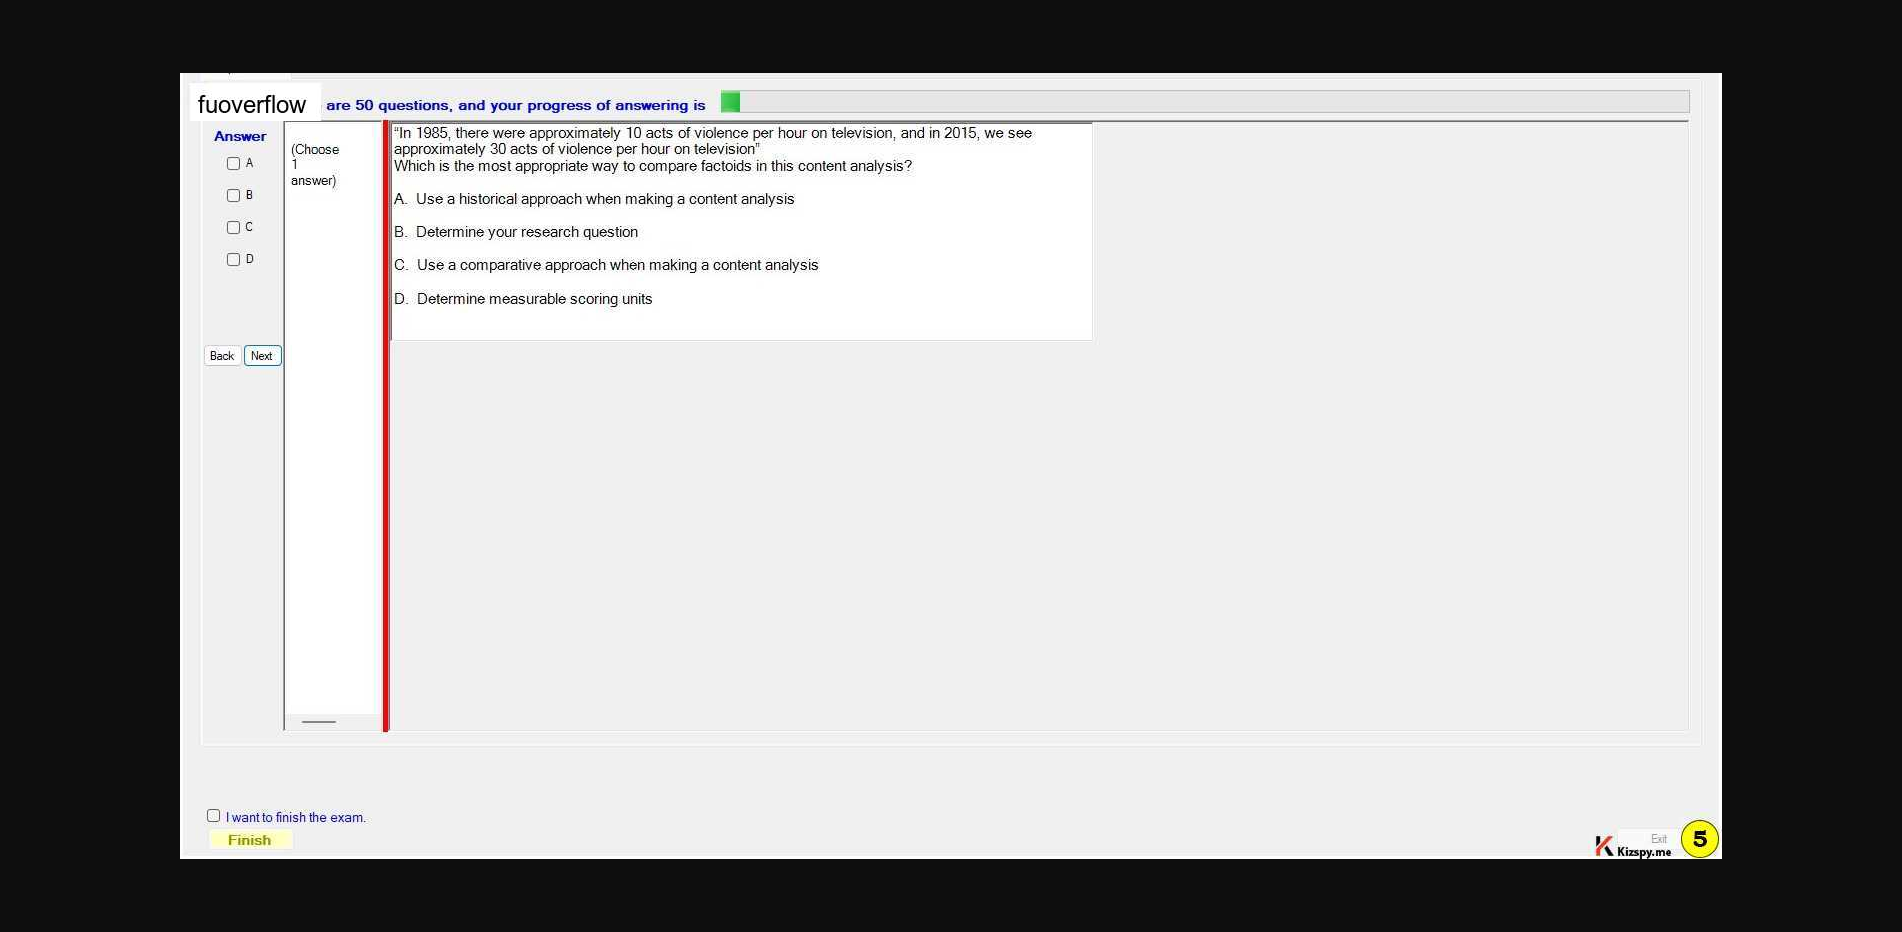 fuoverflow are 50 questions, and your progress of answering is
Answer
A
B
C
D
Back Next
(Choose
1
answer)
"In 1985, there were approximately 10 acts of violence per hour on television, and in 2015, we see
approximately 30 acts of violence per hour on television"
Which is the most appropriate way to compare factoids in this content analysis?
A. Use a historical approach when making a content analysis
B. Determine your research question
C. Use a comparative approach when making a content analysis
D. Determine measurable scoring units
I want to finish the exam.
Finish
Exit
Kizspy.me
5